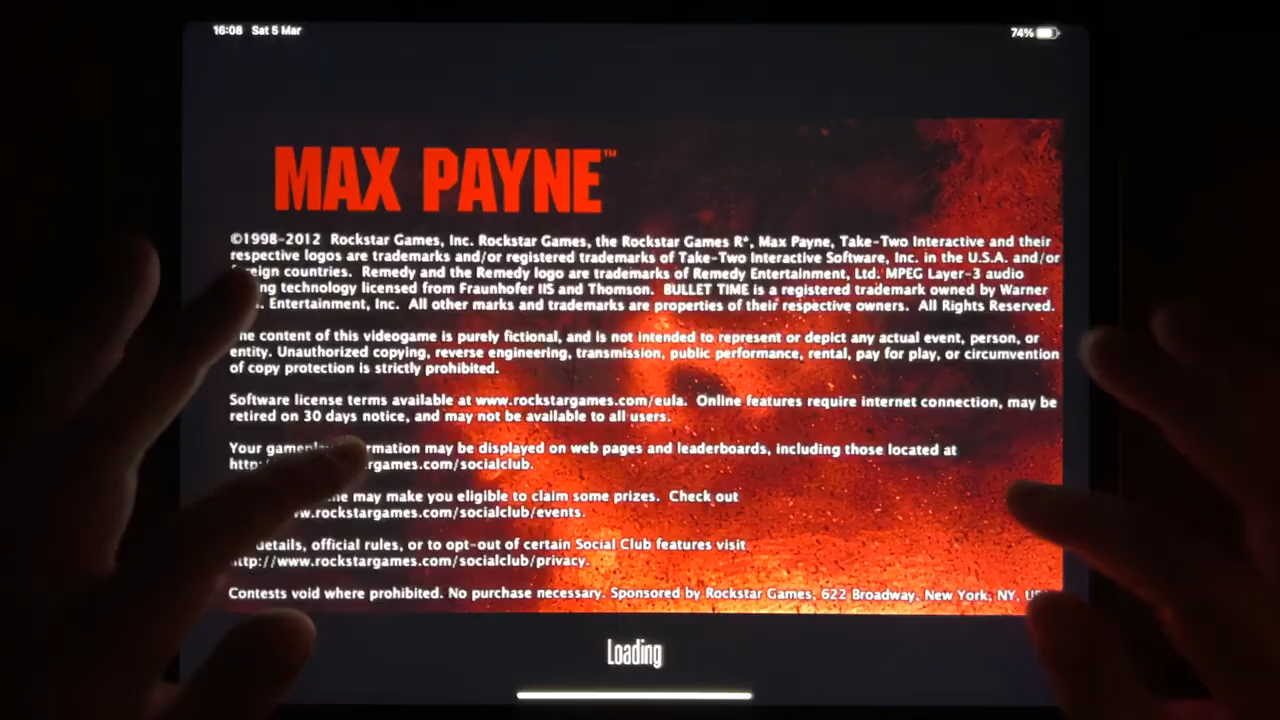 16:08 Sat 5 Mar
74%
MAX PAYNE™
©1998-2012 Rockstar Games, Inc. Rockstar Games, the Rockstar Games R*, Max Payne, Take-Two Interactive and their
respective logos are trademarks and/or registered trademarks of Take-Two Interactive Software, Inc. in the U.S.A. and/or
foreign countries. Remedy and the Remedy logo are trademarks of Remedy Entertainment, Ltd. MPEG Layer-3 audio
technology licensed from Fraunhofer IIS and Thomson. BULLET TIME is a registered trademark owned by Warner
Entertainment, Inc. All other marks and trademarks are properties of their respective owners. All Rights Reserved.
The content of this videogame is purely fictional, and is not intended to represent or depict any actual event, person, or
entity. Unauthorized copying, reverse engineering, transmission, public performance, rental, pay for play, or circumvention
of copy protection is strictly prohibited.
Software license terms available at www.rockstargames.com/eula. Online features require internet connection, may be
retired on 30 days notice, and may not be available to all users.
Your gameplay information may be displayed on web pages and leaderboards, including those located at
rgames.com/socialclub.
may make you eligible to claim some prizes. Check out
w.rockstargames.com/socialclub/events.
details, official rules, or to opt-out of certain Social Club features visit
http://www.rockstargames.com/socialclub/privacy.
Contests void where prohibited. No purchase necessary. Sponsored by Rockstar Games, 622 Broadway, New York, NY,
Loading